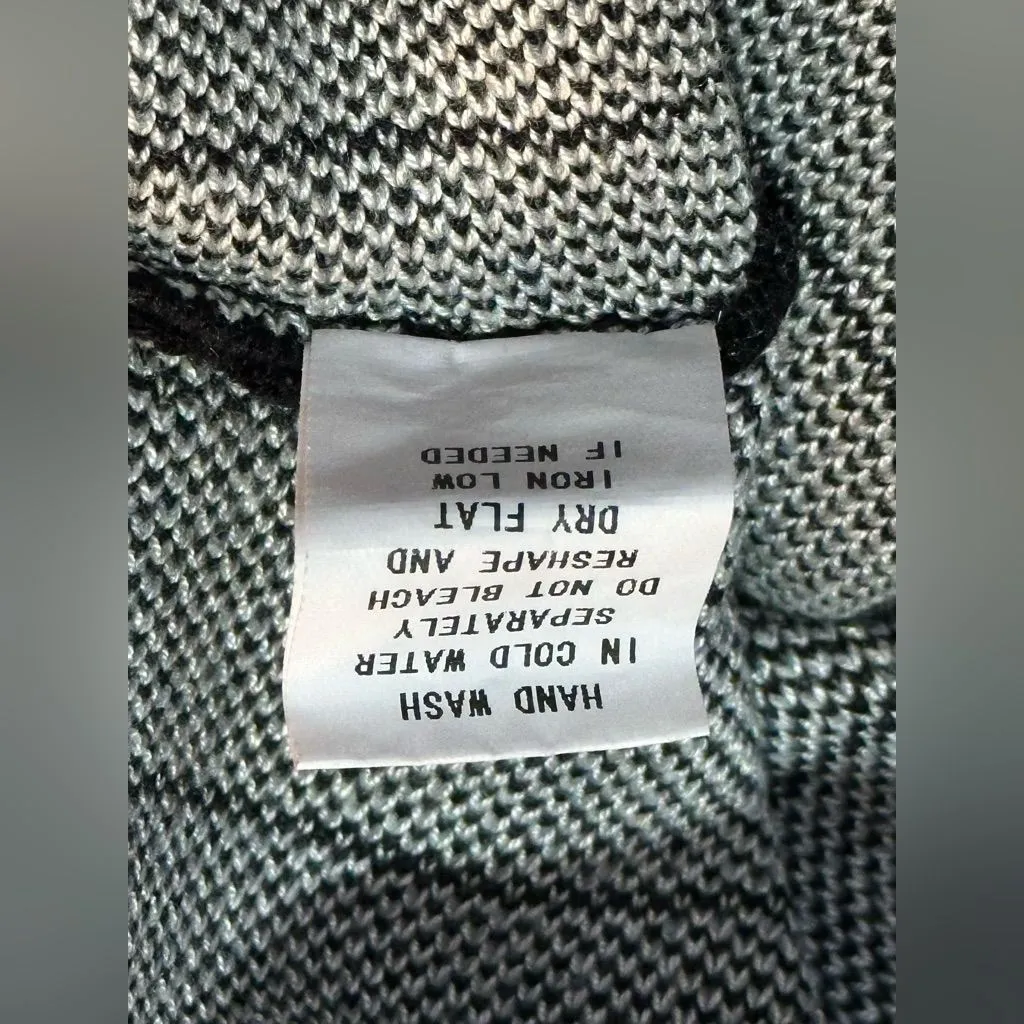 HAND WASH
IN COLD WATER
SEPARATELY
DO NOT BLEACH
RESHAPE AND
DRY FLAT
IRON LOW
IF NEEDED